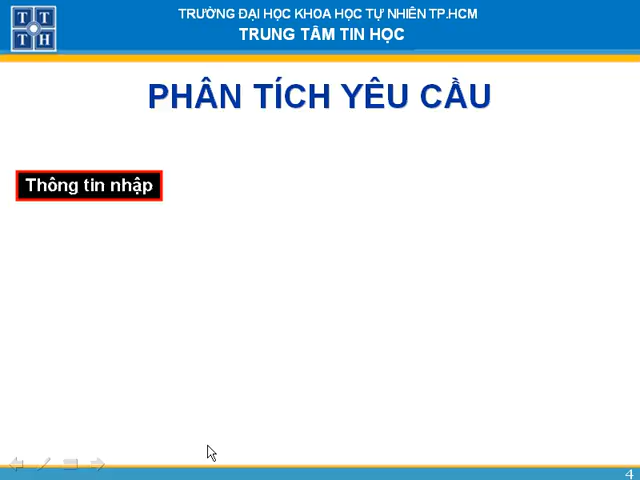 T T
T H
TRƯỜNG ĐẠI HỌC KHOA HỌC TỰ NHIÊN TP.HCM
TRUNG TÂM TIN HỌC
PHÂN TÍCH YÊU CẦU
Thông tin nhập
4